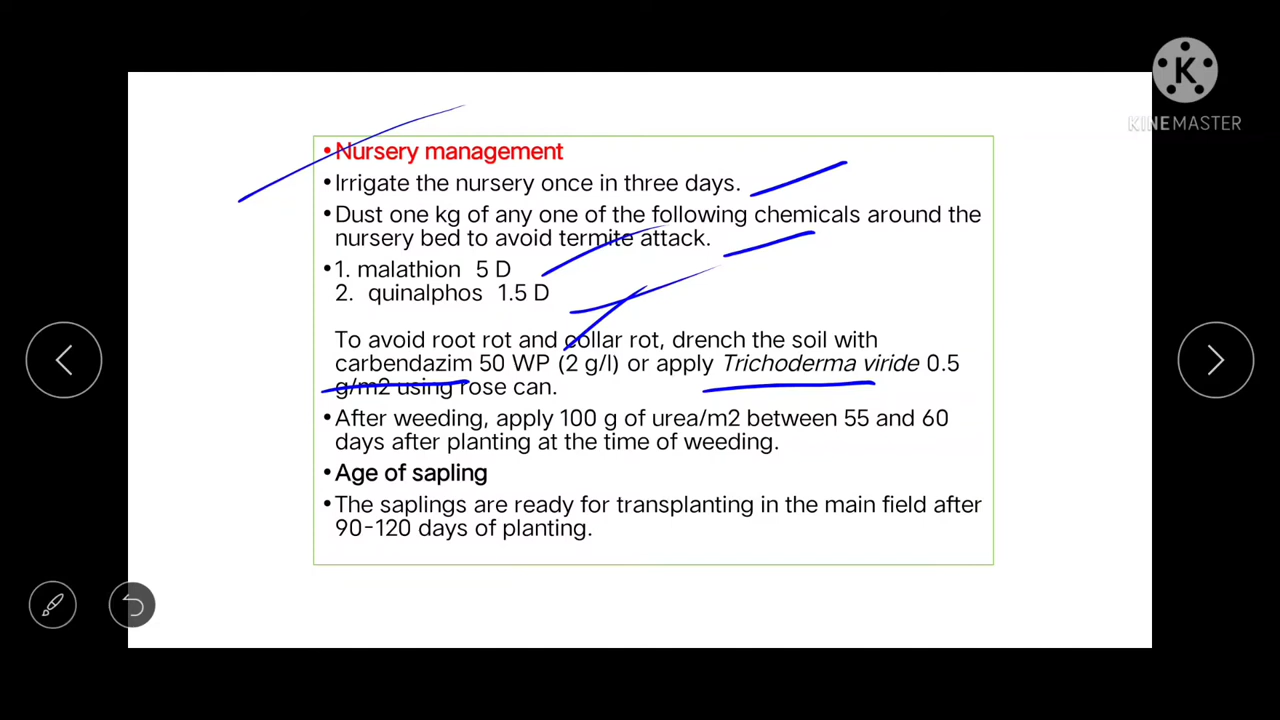 K
KINEMASTER
• Nursery management
• Irrigate the nursery once in three days.
• Dust one kg of any one of the following chemicals around the
nursery bed to avoid termite attack.
• 1. malathion 5 D
2. quinalphos 1.5 D
To avoid root rot and collar rot, drench the soil with
carbendazim 50 WP (2 g/l) or apply Trichoderma viride 0.5
g/m2 using rose can.
• After weeding, apply 100 g of urea/m2 between 55 and 60
days after planting at the time of weeding.
• Age of sapling
• The saplings are ready for transplanting in the main field after
90-120 days of planting.